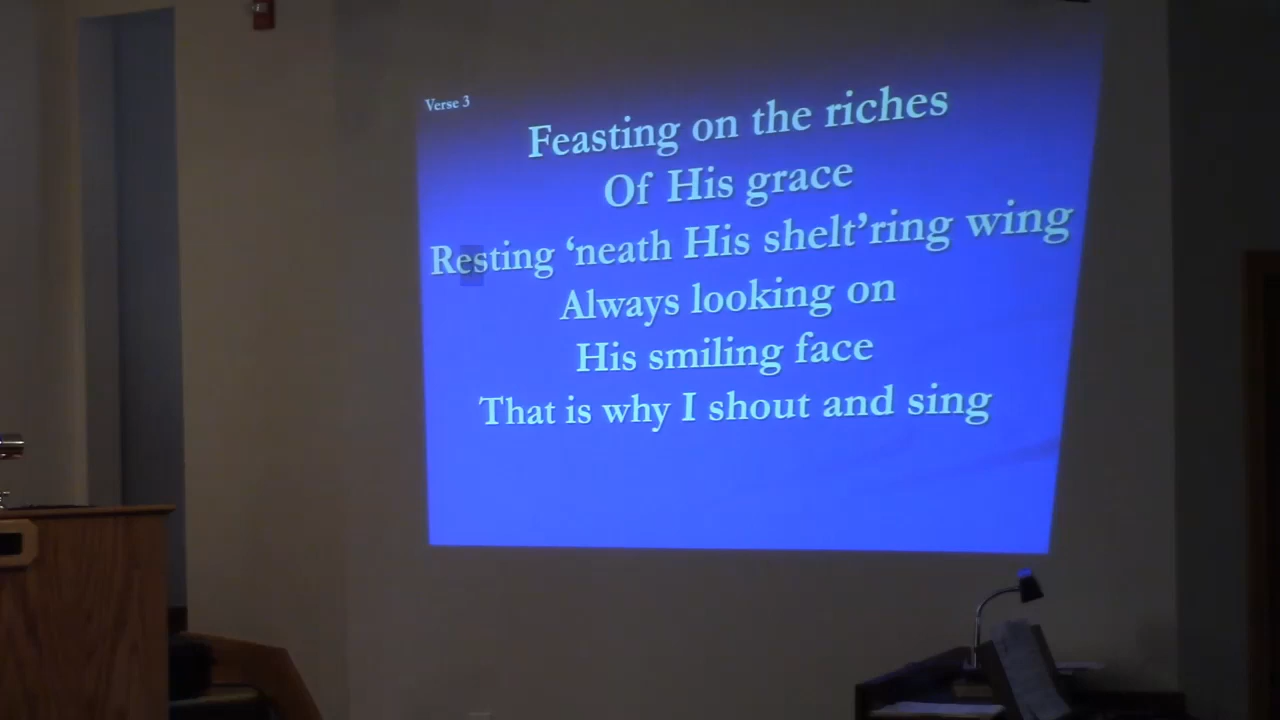 Verse 3
Feasting on the riches
Of His grace
Resting ‘neath His shelt’ring wing
Always looking on
His smiling face
That is why I shout and sing